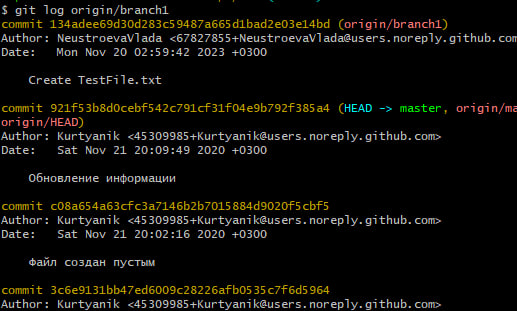 $ git log origin/branch1
commit 134adee69d30d283c59487a665d1bad2e03e14bd (origin/branch1)
Author: NeustroevaVlada <67827855+NeustroevaVlada@users.noreply.github.com
Date:   Mon Nov 20 02:59:42 2023 +0300
Create TestFile.txt
commit 921f53b8d0cebf542c791cf31f04e9b792f385a4 (HEAD -> master, origin/ma
origin/HEAD)
Author: Kurtyanik <45309985+Kurtyanik@users.noreply.github.com>
Date:   Sat Nov 21 20:09:49 2020 +0300
Обновление информации
commit c08a654a63cfc3a7146b2b7015884d9020f5cbf5
Author: Kurtyanik <45309985+Kurtyanik@users.noreply.github.com>
Date:   Sat Nov 21 20:02:16 2020 +0300
Файл создан пустым
commit 3c6e9131bb47ed6009c28226afb0535c7f6d5964
Author: Kurtyanik <45309985+Kurtyanik@users.noreply.github.com>